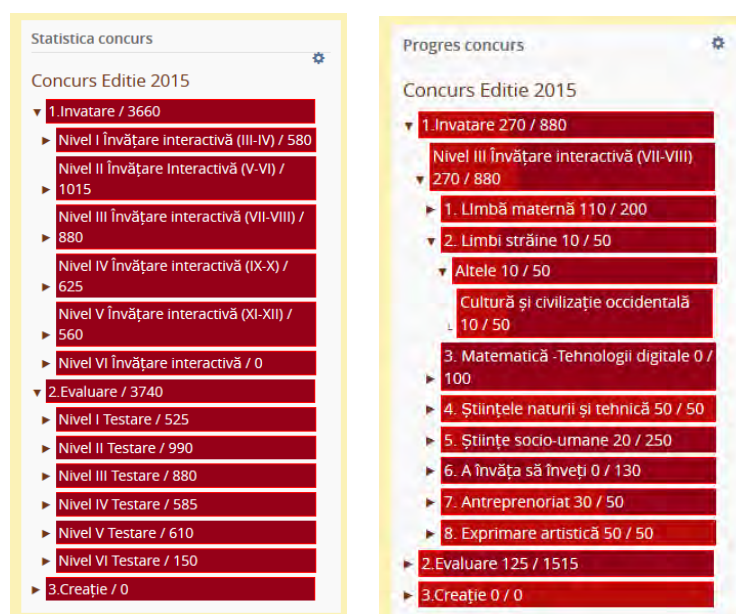 Statistica concurs
Concurs Editie 2015
1.Invatare / 3660
Nivel I Învățare interactivă (III-IV) / 580
Nivel II Învățare Interactivă (V-VI) /
1015
Nivel III Învățare interactivă (VII-VIII) /
880
Nivel IV Învățare interactivă (IX-X) /
625
Nivel V Învățare interactivă (XI-XII) /
560
Nivel VI Învățare interactivă / 0
2.Evaluare / 3740
Nivel I Testare / 525
Nivel II Testare / 990
Nivel III Testare / 880
Nivel IV Testare / 585
Nivel V Testare / 610
Nivel VI Testare / 150
3.Creație / 0
Progres concurs
Concurs Editie 2015
1.Invatare 270 / 880
Nivel III Învățare interactivă (VII-VIII)
270 / 880
1. Limbă maternă 110 / 200
2. Limbi străine 10 / 50
Altele 10 / 50
Cultură și civilizație occidentală
10 / 50
3. Matematică -Tehnologii digitale 0 /
100
4. Științele naturii și tehnică 50 / 50
5. Științe socio-umane 20 / 250
6. A învăța să înveți 0 / 130
7. Antreprenoriat 30 / 50
8. Exprimare artistică 50 / 50
2.Evaluare 125 / 1515
3.Creație 0 / 0